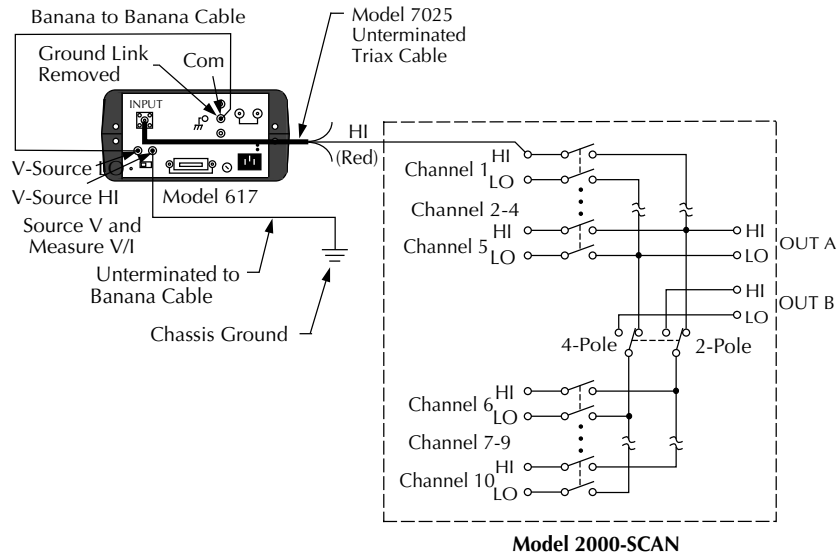 Banana to Banana Cable
Model 7025
Unterminated
Triax Cable
Ground Link
Removed
Com
INPUT
HI
(Red)
V-Source LO
V-Source HI
Model 617
Source V and
Measure V/I
Unterminated to
Banana Cable
Chassis Ground
HI
Channel 1
LO
Channel 2-4
HI
Channel 5
LO
HI
OUT A
LO
HI
OUT B
LO
4-Pole
2-Pole
HI
Channel 6
LO
Channel 7-9
HI
Channel 10
LO
Model 2000-SCAN